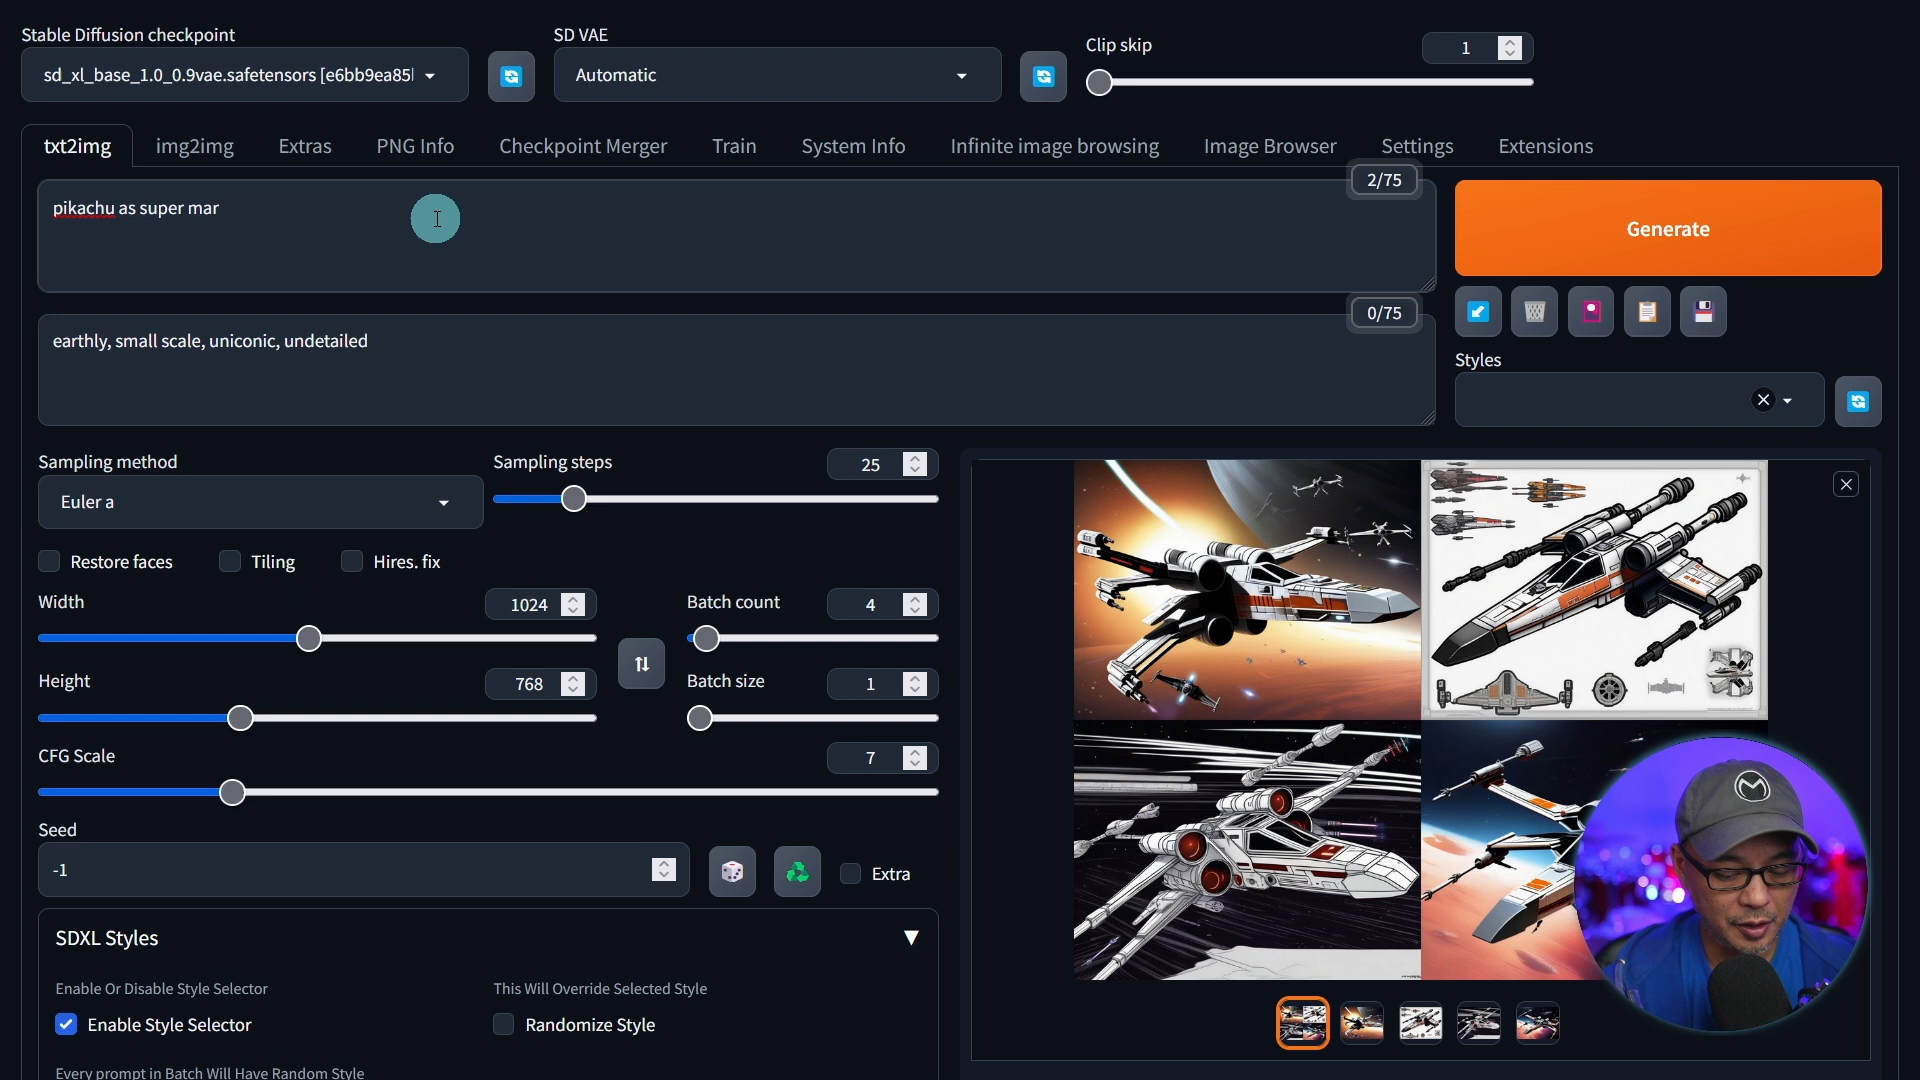 Stable Diffusion checkpoint
SD VAE
Clip skip
1
sd_xl_base_1.0_0.9vae.safetensors [e6bb9ea85
Automatic
txt2img
img2img
Extras
PNG Info
Checkpoint Merger
Train
System Info
Infinite image browsing
Image Browser
Settings
Extensions
2/75
pikachu as super mar
Generate
0/75
earthly, small scale, uniconic, undetailed
Styles
Sampling method
Sampling steps
25
Euler a
Restore faces
Tiling
Hires. fix
Width
1024
Batch count
4
Height
768
Batch size
1
CFG Scale
7
Seed
-1
Extra
SDXL Styles
Enable Or Disable Style Selector
This Will Override Selected Style
Enable Style Selector
Randomize Style
Every prompt in Batch Will Have Random Style